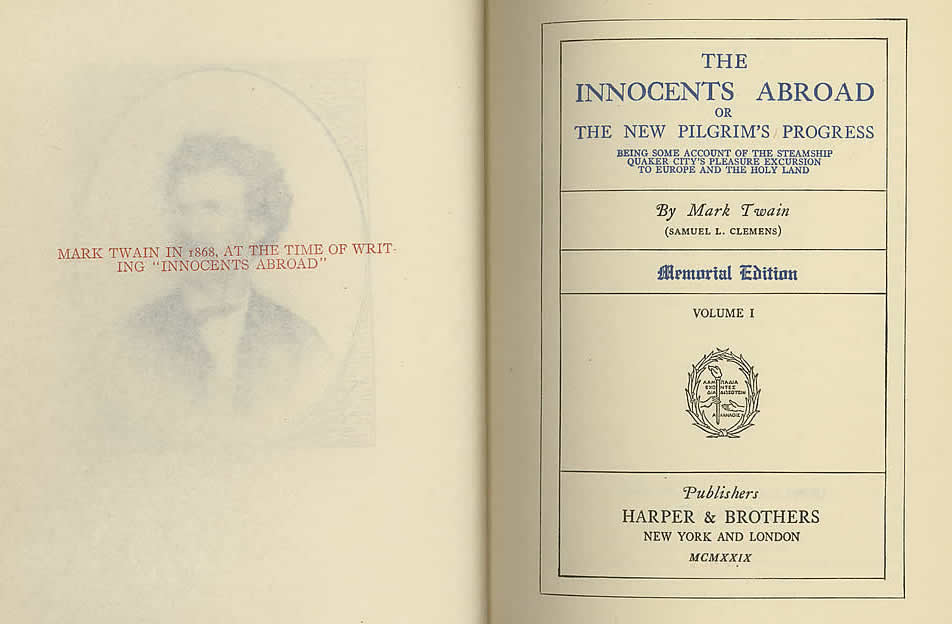 MARK TWAIN IN 1868, AT THE TIME OF WRIT-
ING "INNOCENTS ABROAD"
THE
INNOCENTS ABROAD
OR
THE NEW PILGRIM'S PROGRESS
BEING SOME ACCOUNT OF THE STEAMSHIP
QUAKER CITY'S PLEASURE EXCURSION
TO EUROPE AND THE HOLY LAND
By Mark Twain
(SAMUEL L. CLEMENS)
Memorial Edition
VOLUME I
ΛΑΜΠΑΔΙΑ
ΕΧΟΝΤΕΣ
Publishers
HARPER & BROTHERS
NEW YORK AND LONDON
MCMXXIX